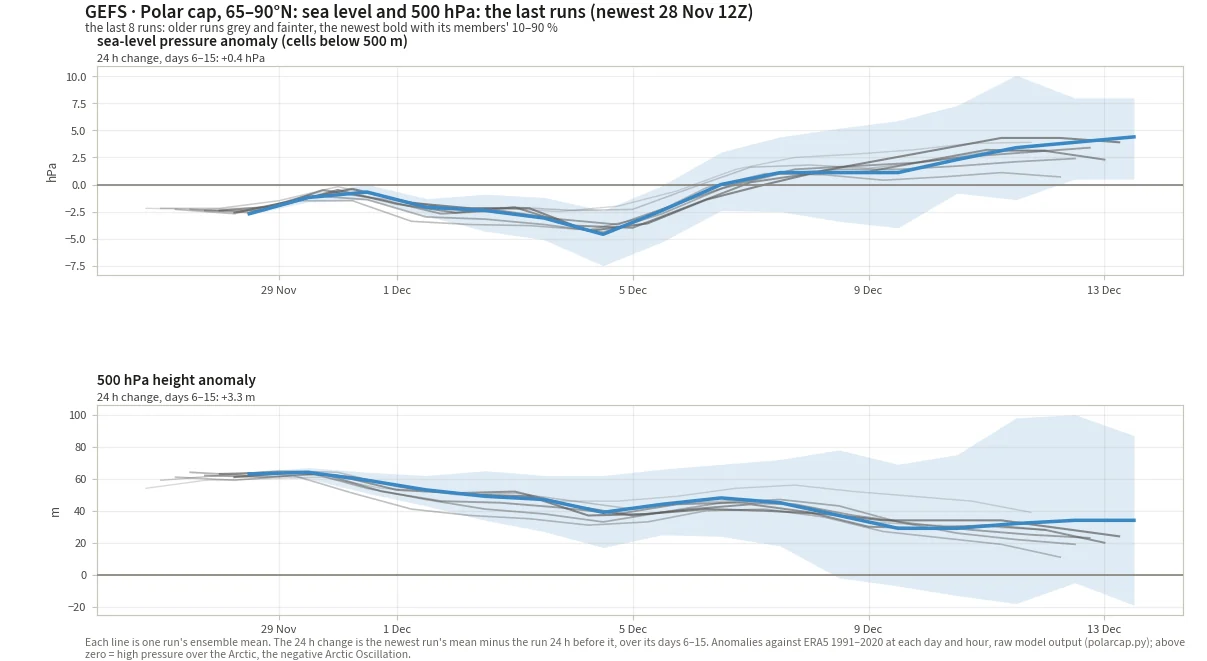 GEFS · Polar cap, 65–90°N: sea level and 500 hPa: the last runs (newest 28 Nov 12Z)
the last 8 runs: older runs grey and fainter, the newest bold with its members' 10–90 %
sea-level pressure anomaly (cells below 500 m)
24 h change, days 6–15: +0.4 hPa
10.0
7.5
5.0
2.5
0.0
−2.5
−5.0
−7.5
hPa
29 Nov
1 Dec
5 Dec
9 Dec
13 Dec
500 hPa height anomaly
24 h change, days 6–15: +3.3 m
100
80
60
40
20
0
−20
m
29 Nov
1 Dec
5 Dec
9 Dec
13 Dec
Each line is one run's ensemble mean. The 24 h change is the newest run's mean minus the run 24 h before it, over its days 6–15. Anomalies against ERA5 1991–2020 at each day and hour, raw model output (polarcap.py); above
zero = high pressure over the Arctic, the negative Arctic Oscillation.